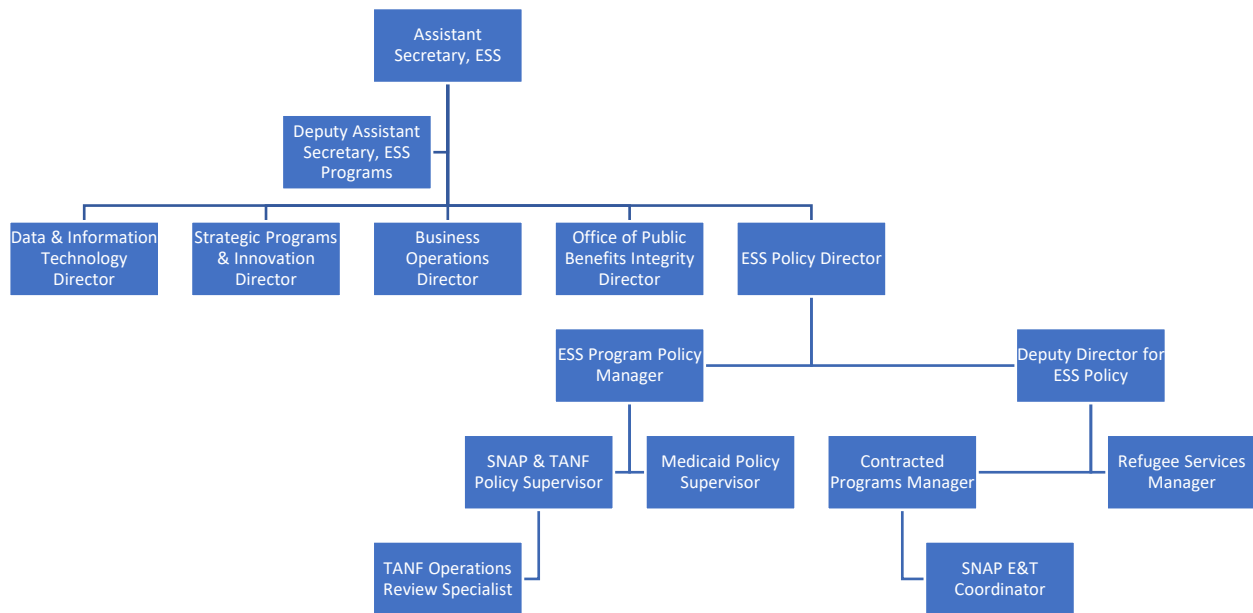 Assistant
Secretary, ESS
Deputy Assistant
Secretary, ESS
Programs
Data & Information
Technology
Director
Strategic Programs
& Innovation
Director
Business
Operations
Director
Office of Public
Benefits Integrity
Director
ESS Policy Director
ESS Program Policy
Manager
Deputy Director for
ESS Policy
SNAP & TANF
Policy Supervisor
Medicaid Policy
Supervisor
Contracted
Programs Manager
Refugee Services
Manager
TANF Operations
Review Specialist
SNAP E&T
Coordinator